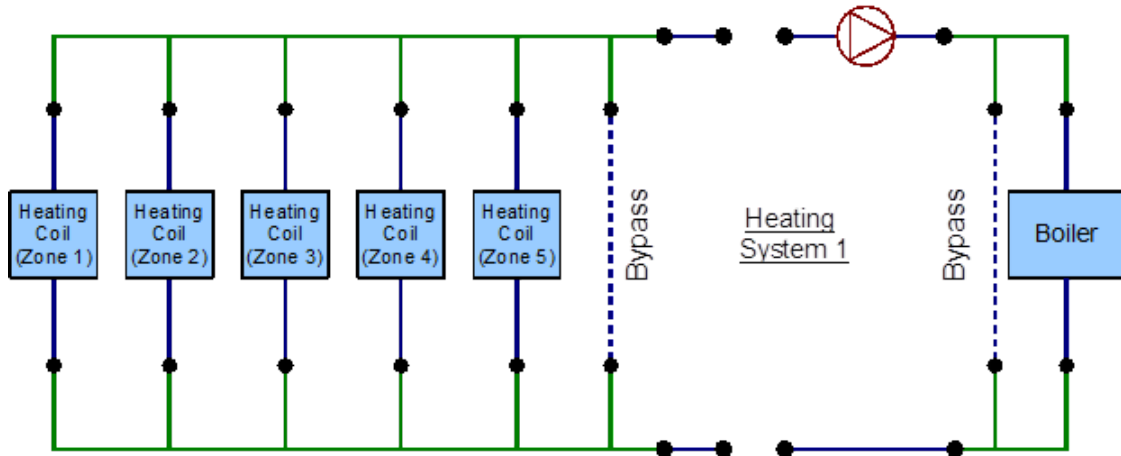 Heating
Coil
(Zone 1)
Heating
Coil
(Zone 2)
Heating
Coil
(Zone 3)
Heating
Coil
(Zone 4)
Heating
Coil
(Zone 5)
Bypass
Heating
System 1
Bypass
Boiler